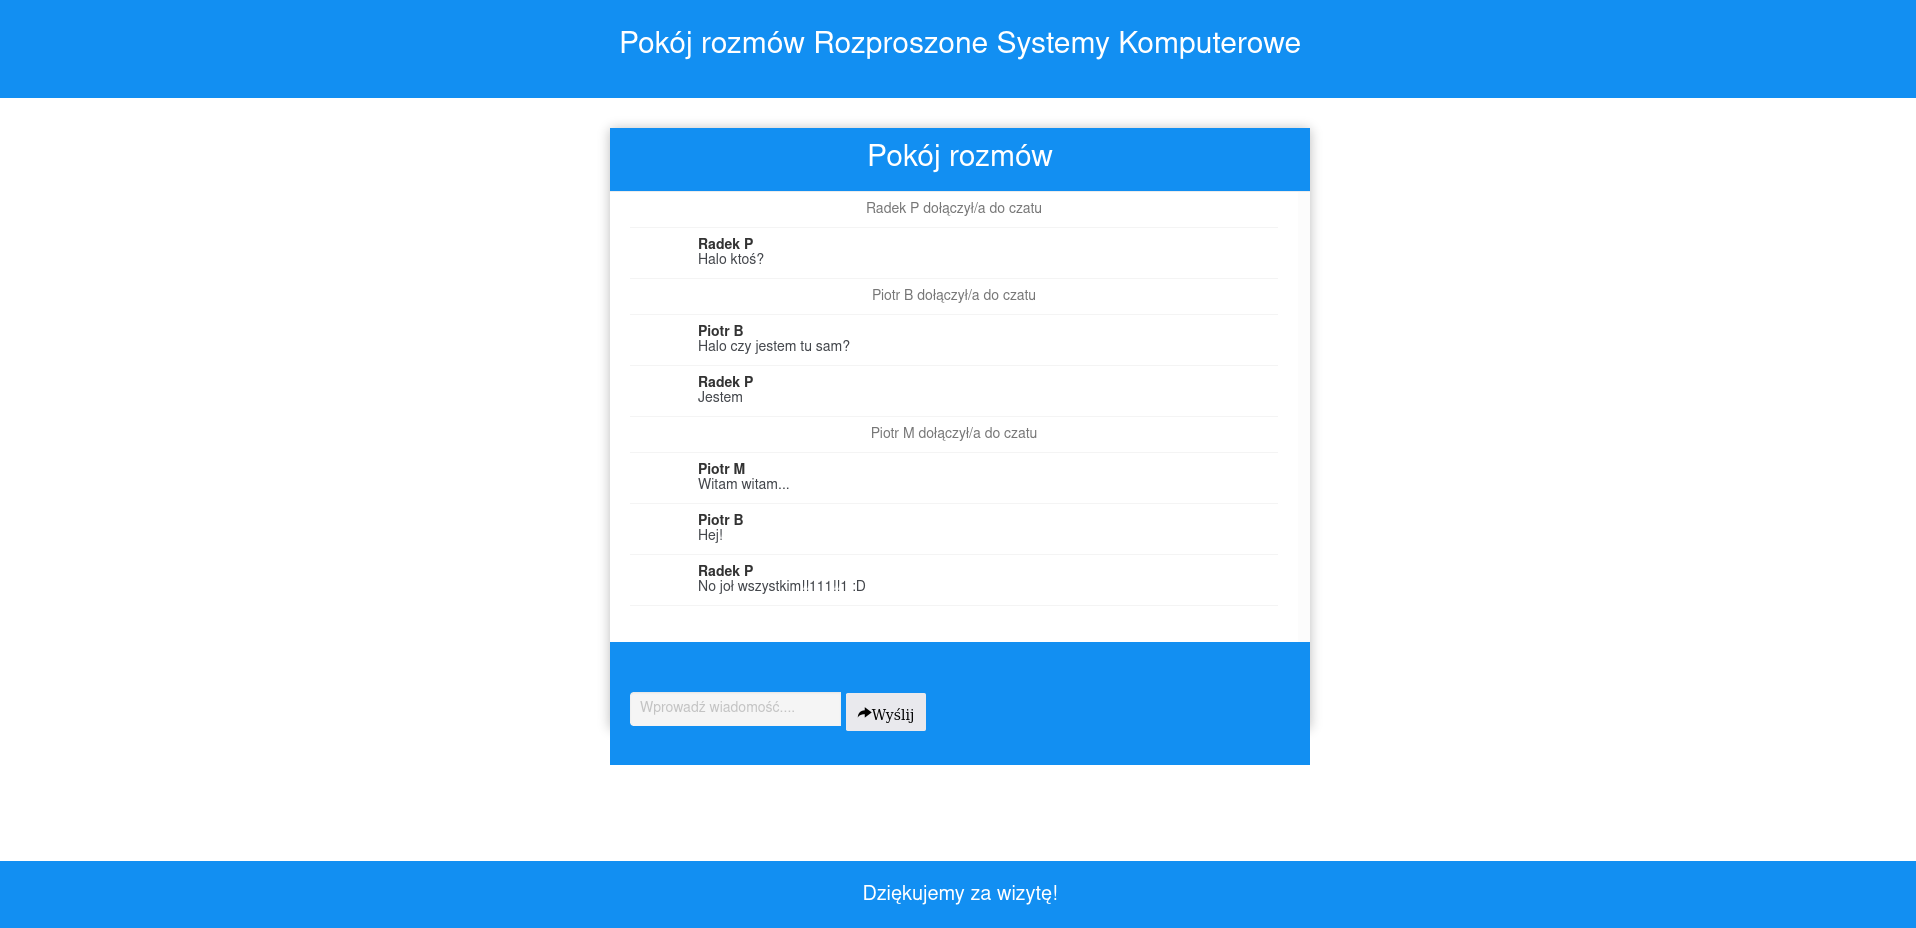 Pokój rozmów Rozproszone Systemy Komputerowe
Pokój rozmów
Radek P dołączył/a do czatu
Radek P
Halo ktoś?
Piotr B dołączył/a do czatu
Piotr B
Halo czy jestem tu sam?
Radek P
Jestem
Piotr M dołączył/a do czatu
Piotr M
Witam witam...
Piotr B
Hej!
Radek P
No joł wszystkim!!111!!1 :D
Wprowadź wiadomość....
Wyślij
Dziękujemy za wizytę!